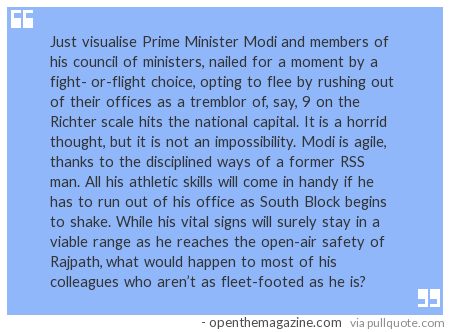 Just visualise Prime Minister Modi and members of
his council of ministers, nailed for a moment by a
fight- or-flight choice, opting to flee by rushing out
of their offices as a tremblor of, say, 9 on the
Richter scale hits the national capital. It is a horrid
thought, but it is not an impossibility. Modi is agile,
thanks to the disciplined ways of a former RSS
man. All his athletic skills will come in handy if he
has to run out of his office as South Block begins
to shake. While his vital signs will surely stay in a
viable range as he reaches the open-air safety of
Rajpath, what would happen to most of his
colleagues who aren't as fleet-footed as he is?
- openthemagazine.com via pullquote.com